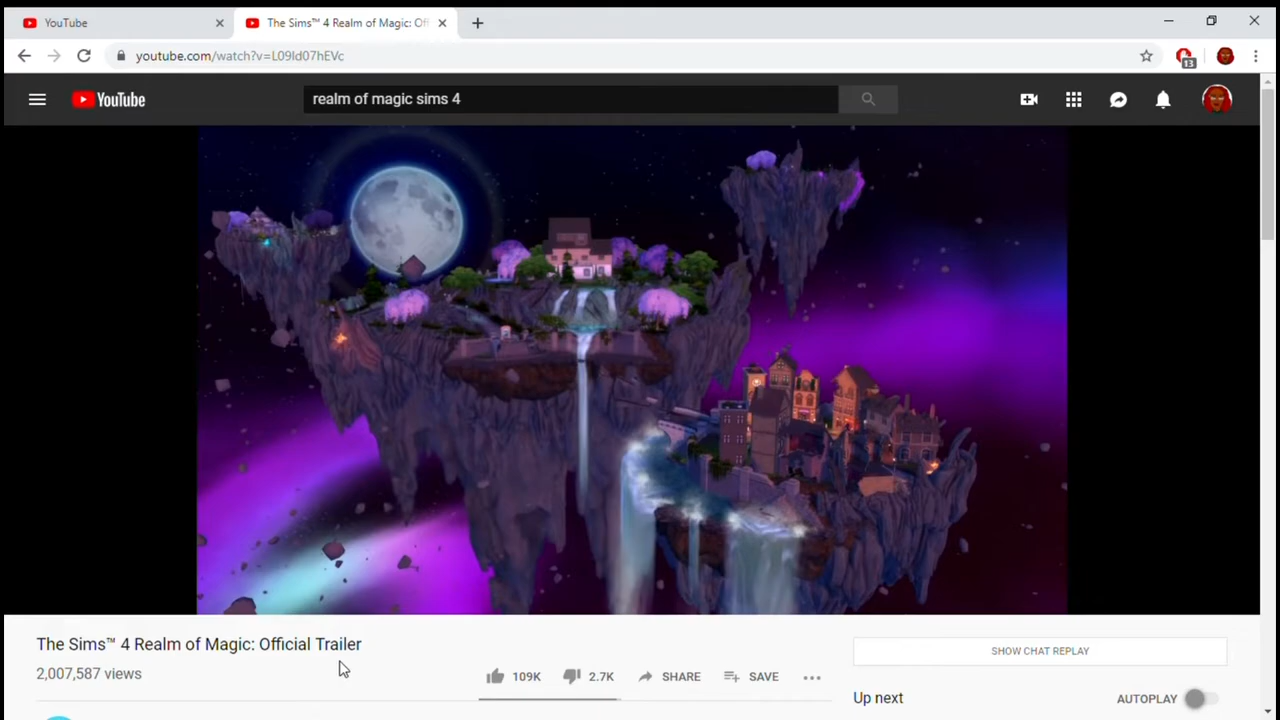 YouTube
The Sims™ 4 Realm of Magic: Off
youtube.com/watch?v=L09Id07hEVc
13
YouTube
realm of magic sims 4
The Sims™ 4 Realm of Magic: Official Trailer
2,007,587 views
109K
2.7K
SHARE
SAVE
SHOW CHAT REPLAY
Up next
AUTOPLAY